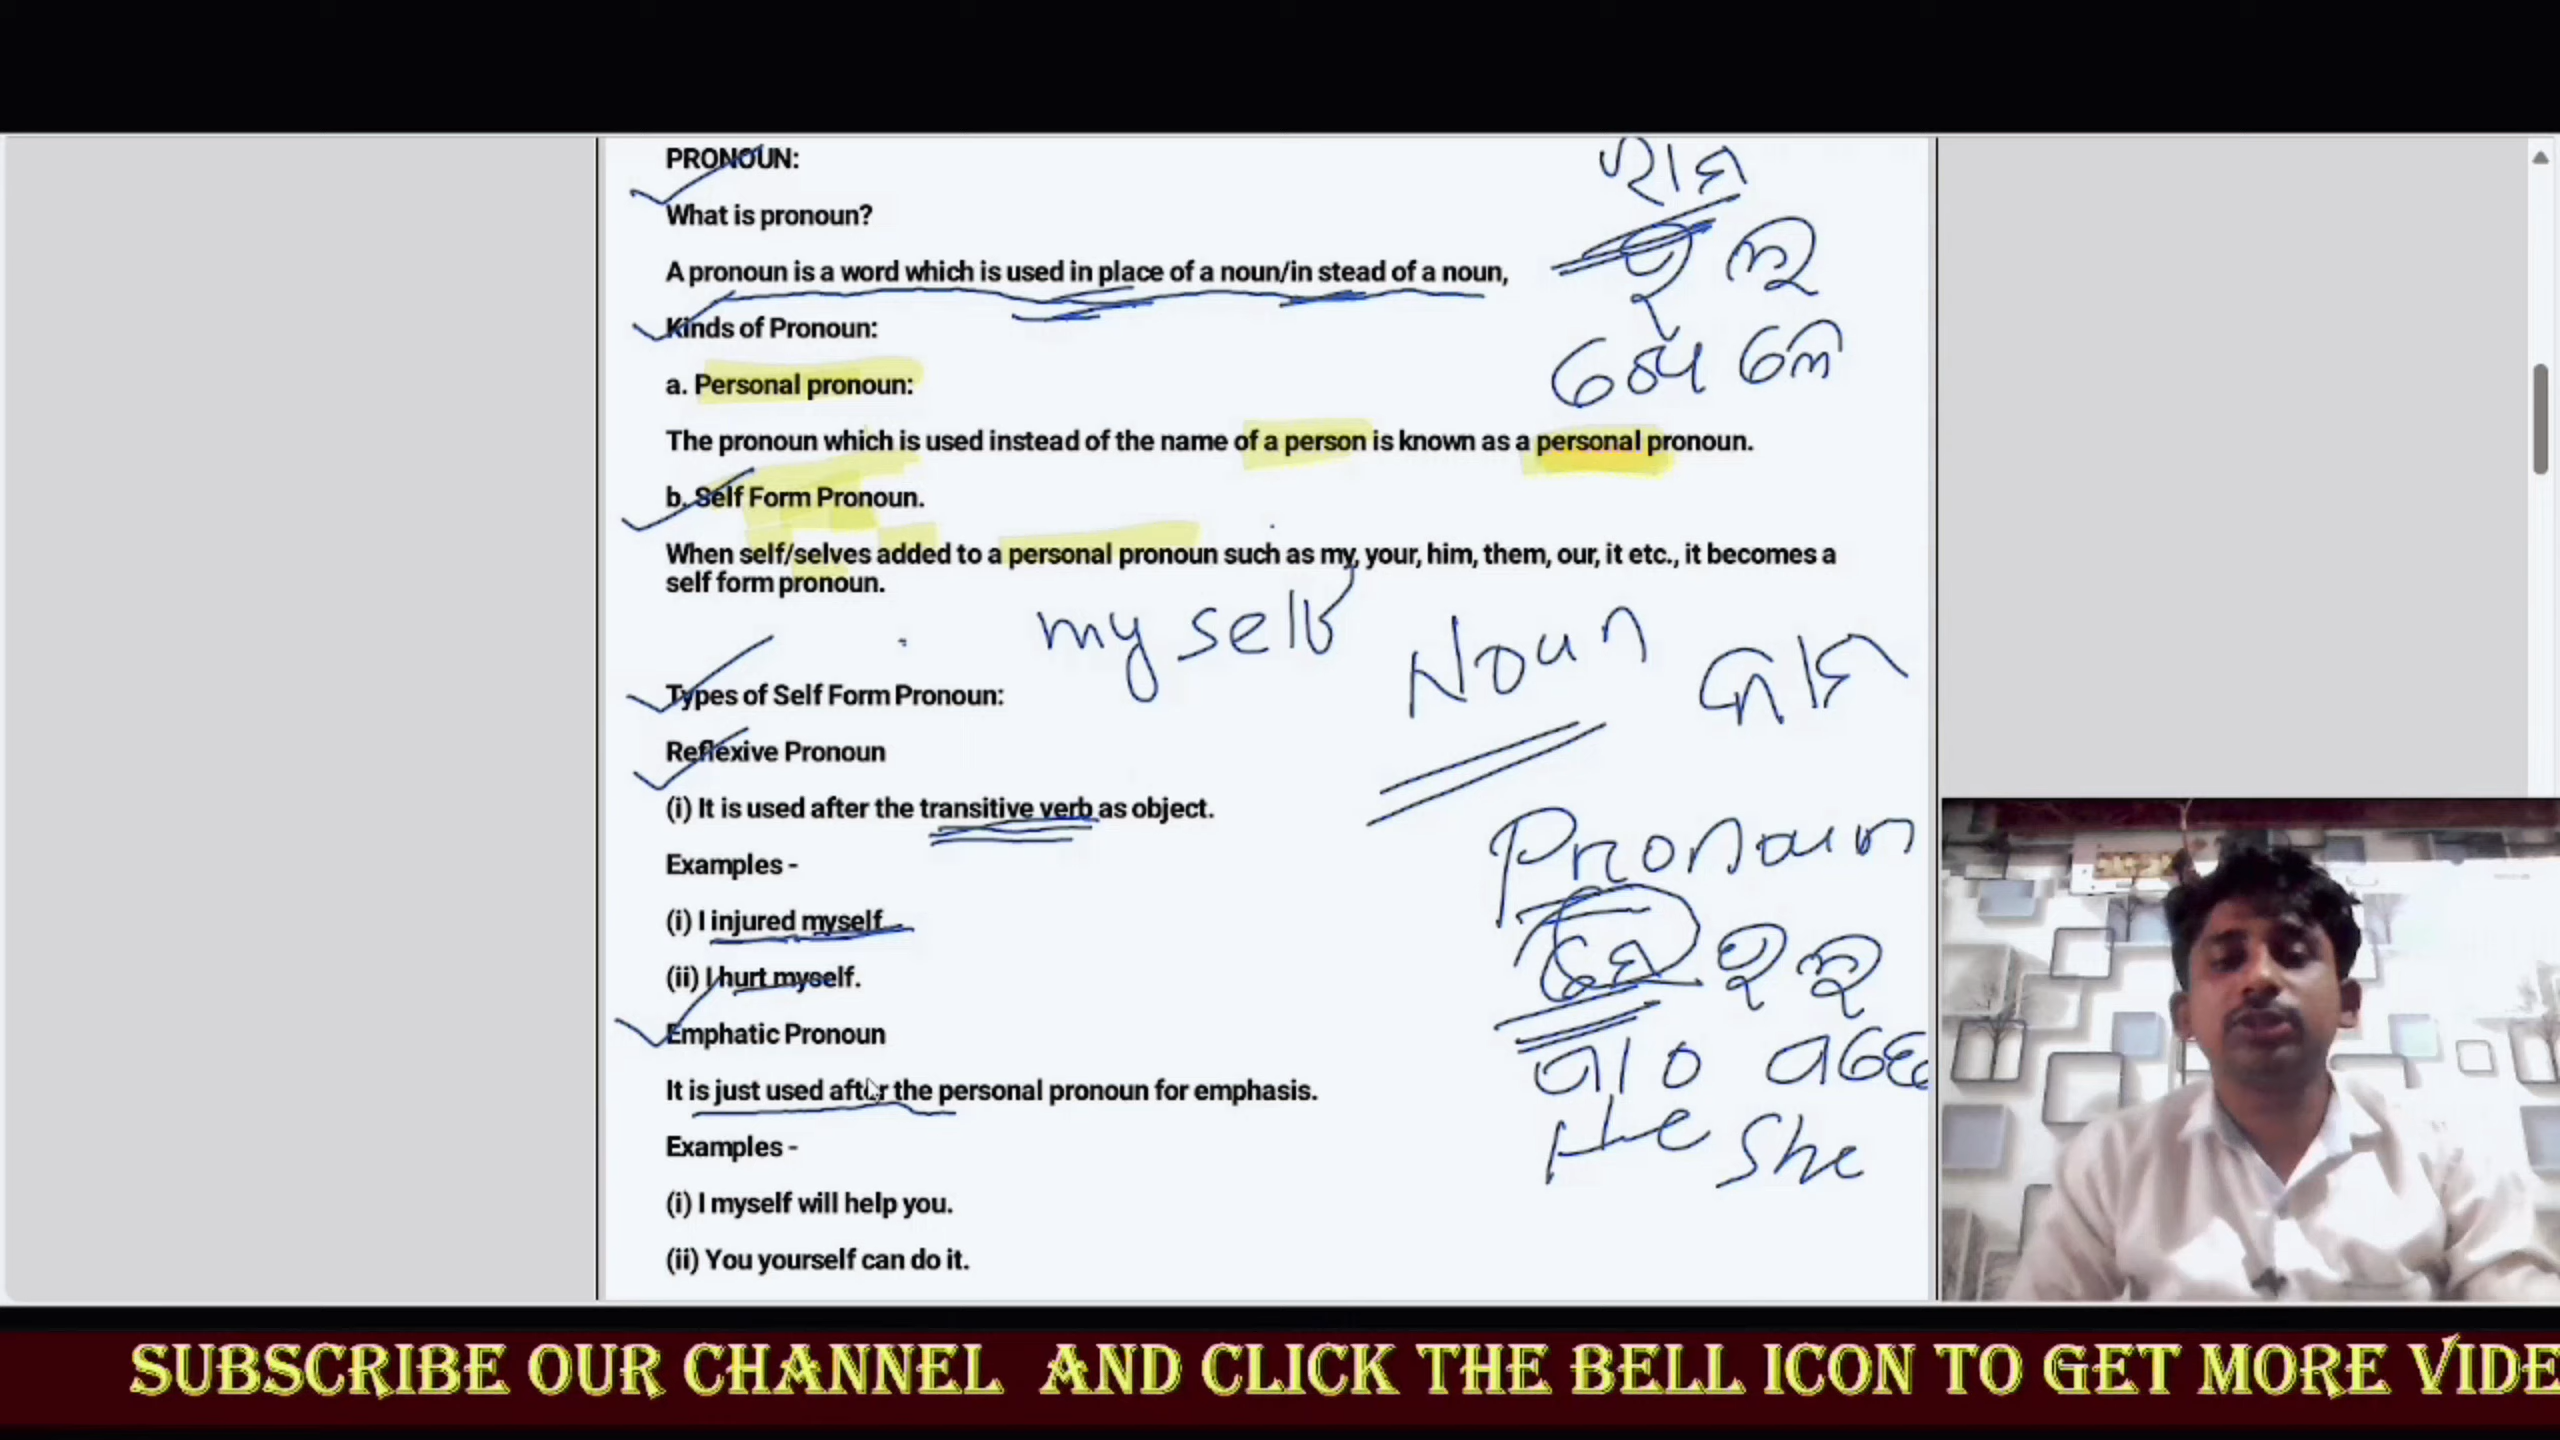 PRONOUN:
What is pronoun?
A pronoun is a word which is used in place of a noun/in stead of a noun,
Kinds of Pronoun:
a. Personal pronoun:
The pronoun which is used instead of the name of a person is known as a personal pronoun.
b. Self Form Pronoun.
When self/selves added to a personal pronoun such as my, your, him, them, our, it etc., it becomes a
self form pronoun.
my self
Noun
Types of Self Form Pronoun:
Reflexive Pronoun
(i) It is used after the transitive verb as object.
Pronoun
Examples -
(i) I injured myself
(ii) I hurt myself.
Emphatic Pronoun
It is just used after the personal pronoun for emphasis.
He She
Examples -
(i) I myself will help you.
(ii) You yourself can do it.
SUBSCRIBE OUR CHANNEL AND CLICK THE BELL ICON TO GET MORE VIDE